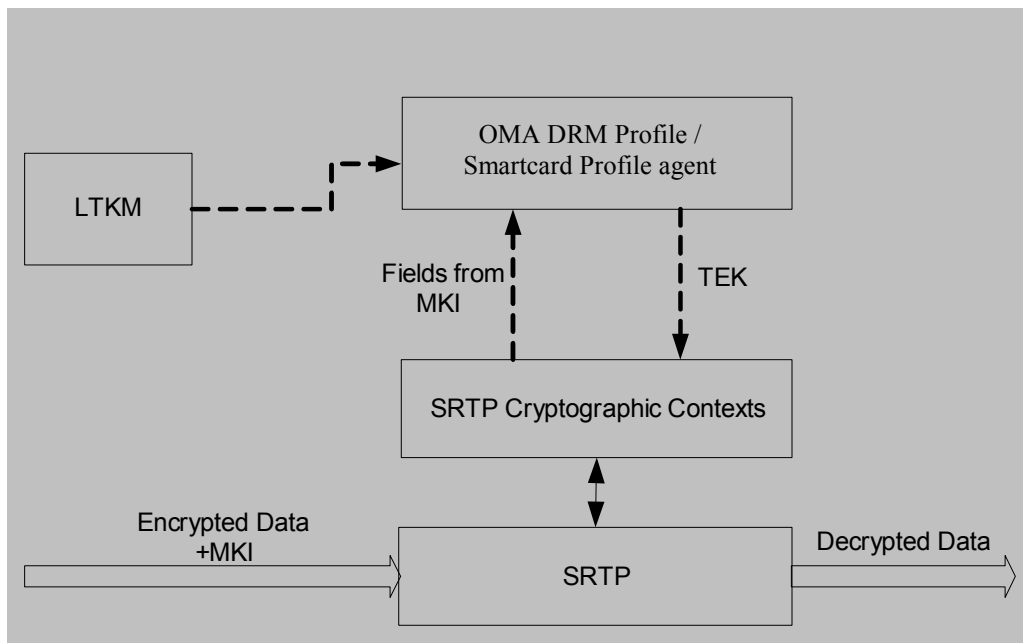 OMA DRM Profile /
Smartcard Profile agent
LTKM
Fields from
MKI
TEK
SRTP Cryptographic Contexts
Encrypted Data
+MKI
SRTP
Decrypted Data